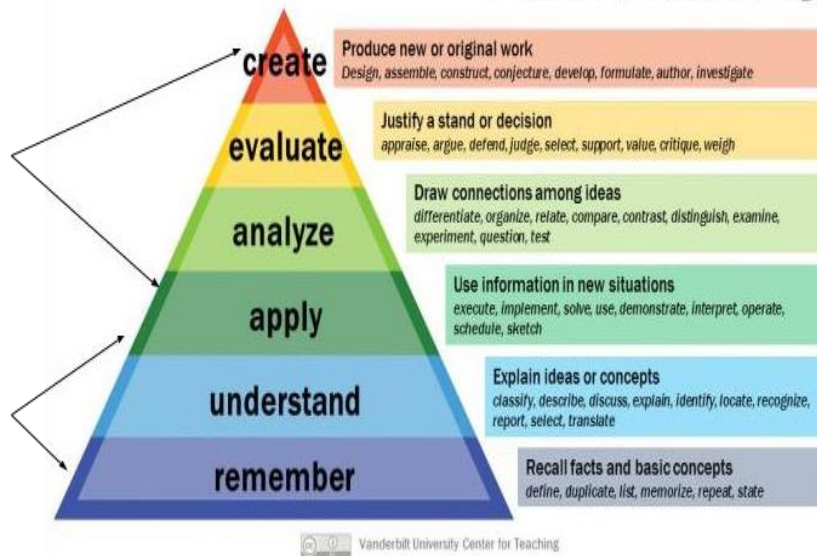 create
Produce new or original work
Design, assemble, construct, conjecture, develop, formulate, author, investigate
evaluate
Justify a stand or decision
appraise, argue, defend, judge, select, support, value, critique, weigh
analyze
Draw connections among ideas
differentiate, organize, relate, compare, contrast, distinguish, examine,
experiment, question, test
apply
Use information in new situations
execute, implement, solve, use, demonstrate, interpret, operate,
schedule, sketch
understand
Explain ideas or concepts
classify, describe, discuss, explain, identify, locate, recognize,
report, select, translate
remember
Recall facts and basic concepts
define, duplicate, list, memorize, repeat, state
cc
Vanderbilt University Center for Teaching